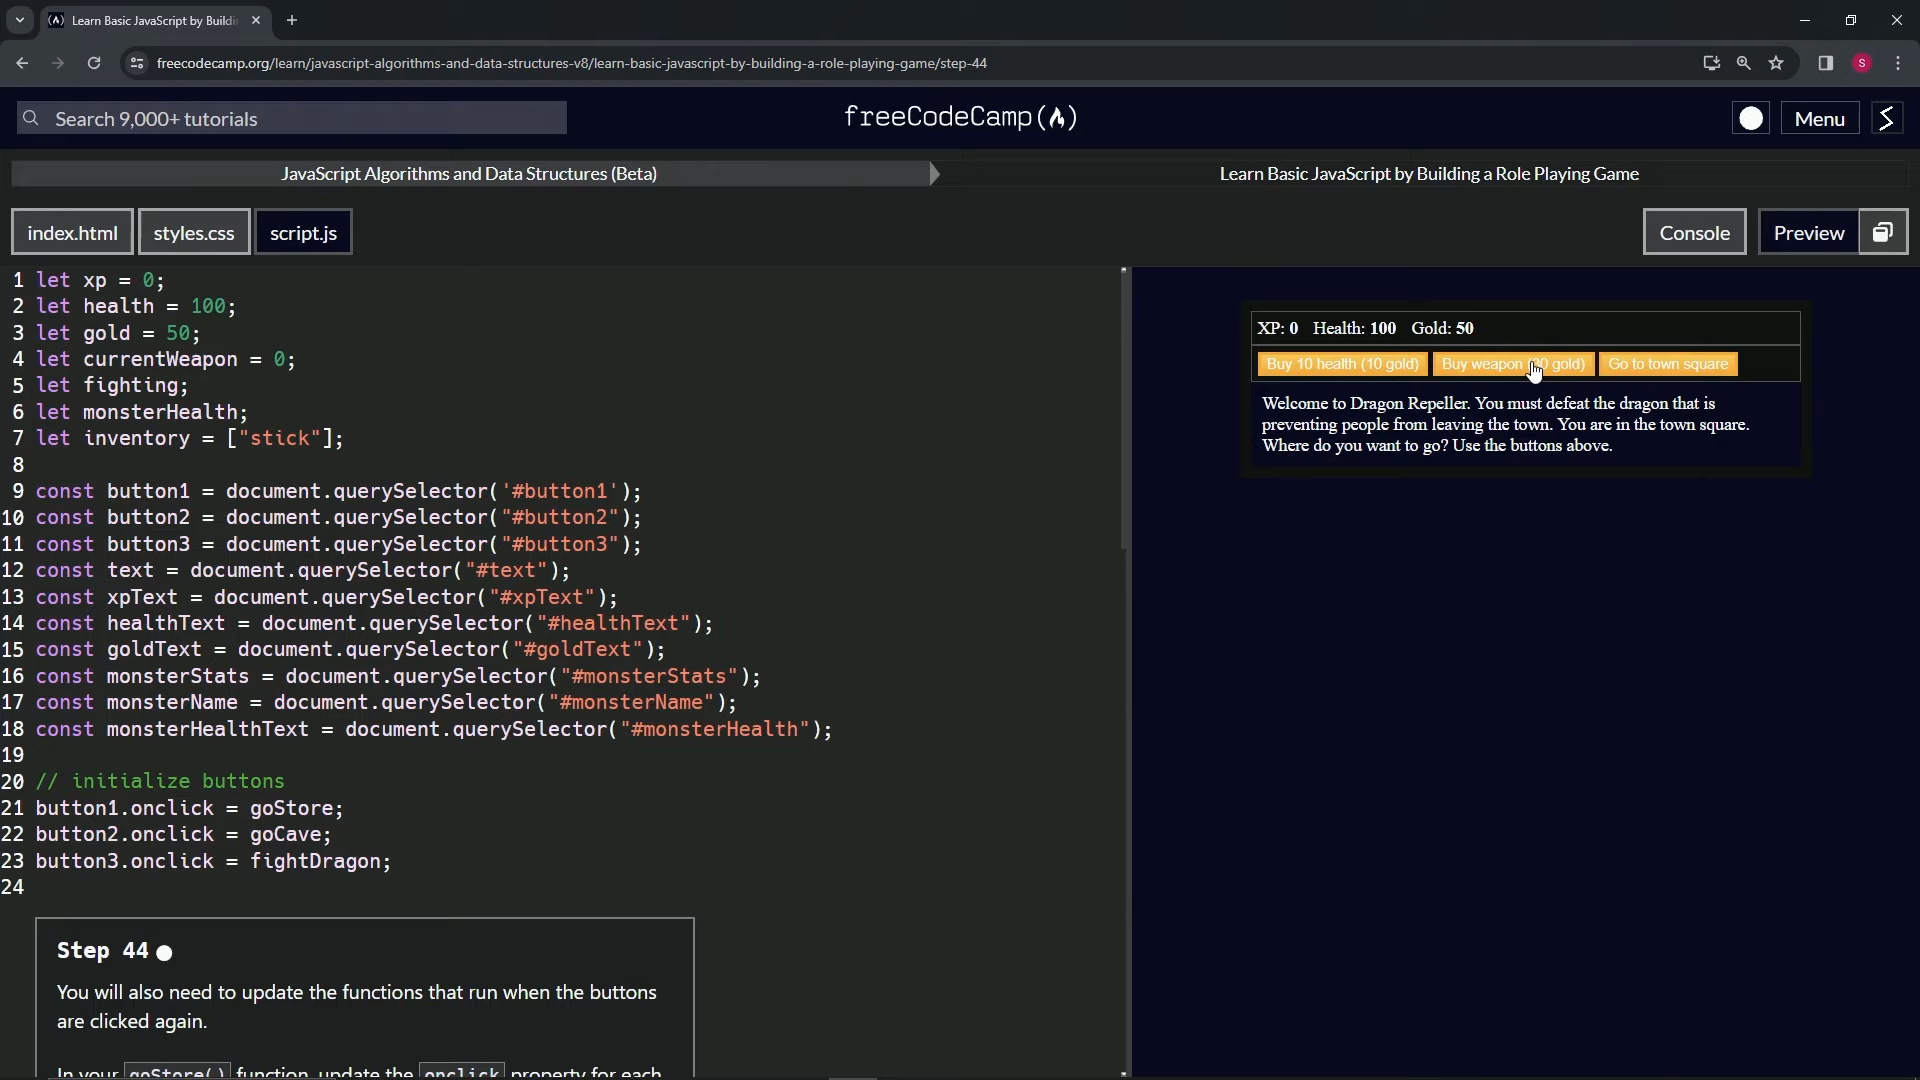 Learn Basic JavaScript by Buildi
freecodecamp.org/learn/javascript-algorithms-and-data-structures-v8/learn-basic-javascript-by-building-a-role-playing-game/step-44
S
Search 9,000+ tutorials
freeCodeCamp(🔥)
Menu
JavaScript Algorithms and Data Structures (Beta)
Learn Basic JavaScript by Building a Role Playing Game
index.html
styles.css
script.js
Console
Preview
1 let xp = 0;
2 let health = 100;
3 let gold = 50;
4 let currentWeapon = 0;
5 let fighting;
6 let monsterHealth;
7 let inventory = ["stick"];
8
9 const button1 = document.querySelector('#button1');
10 const button2 = document.querySelector("#button2");
11 const button3 = document.querySelector("#button3");
12 const text = document.querySelector("#text");
13 const xpText = document.querySelector("#xpText");
14 const healthText = document.querySelector("#healthText");
15 const goldText = document.querySelector("#goldText");
16 const monsterStats = document.querySelector("#monsterStats");
17 const monsterName = document.querySelector("#monsterName");
18 const monsterHealthText = document.querySelector("#monsterHealth");
19
20 // initialize buttons
21 button1.onclick = goStore;
22 button2.onclick = goCave;
23 button3.onclick = fightDragon;
24
Step 44
You will also need to update the functions that run when the buttons
are clicked again.
In your goStore() function, update the onclick property for each
XP: 0 Health: 100 Gold: 50
Buy 10 health (10 gold)
Buy weapon gold)
Go to town square
Welcome to Dragon Repeller. You must defeat the dragon that is
preventing people from leaving the town. You are in the town square.
Where do you want to go? Use the buttons above.